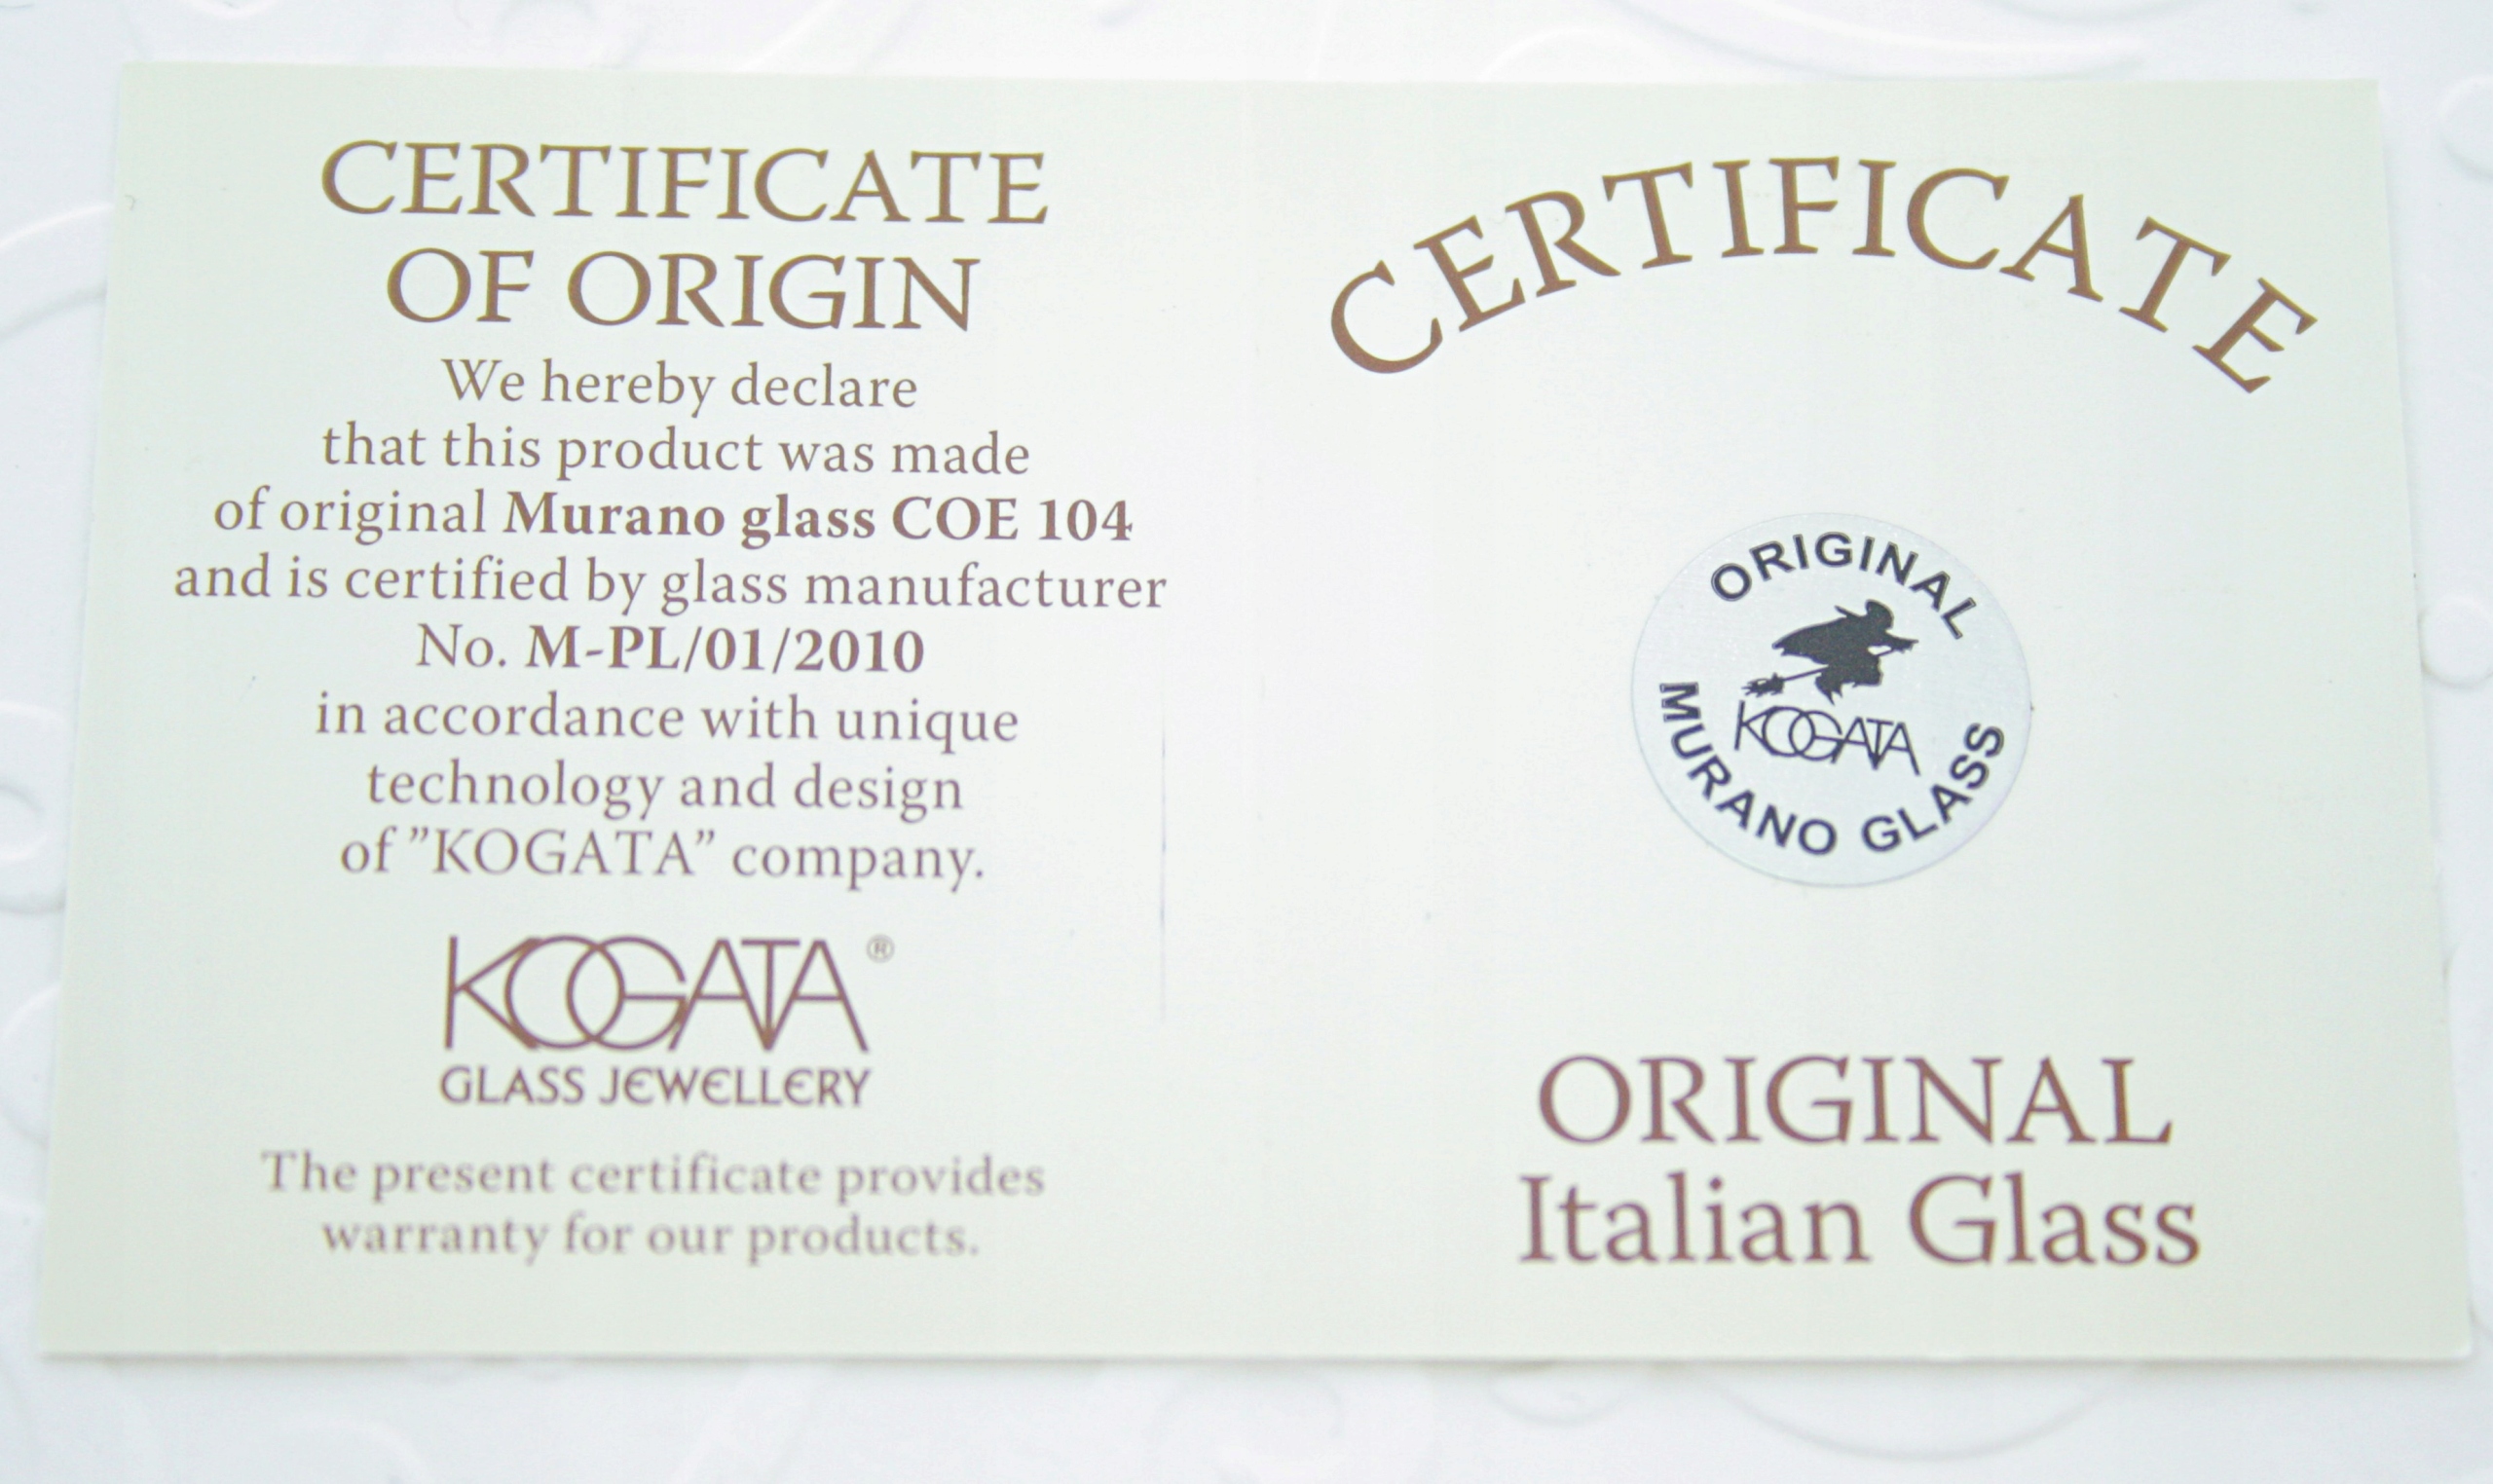 CERTIFICATE
OF ORIGIN
We hereby declare
that this product was made
of original Murano glass COE 104
and is certified by glass manufacturer
No. M-PL/01/2010
in accordance with unique
technology and design
of ”KOGATA” company.
KOGATA ®
GLASS JEWELLERY
The present certificate provides
warranty for our products.
CERTIFICATE
ORIGINAL
KOGATA
MURANO GLASS
ORIGINAL
Italian Glass